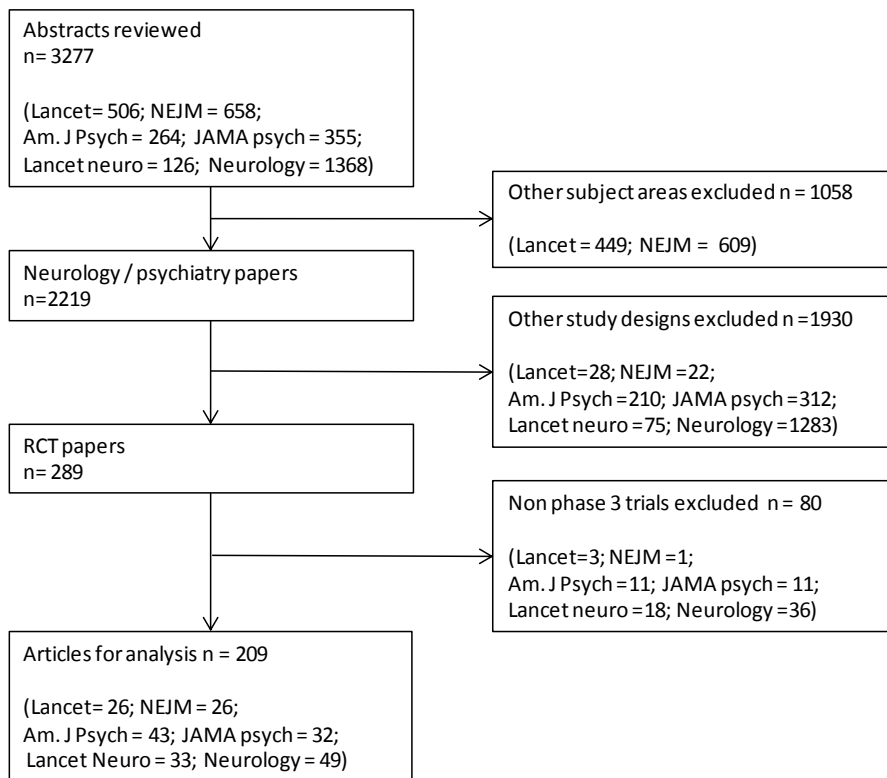 Abstracts reviewed
n= 3277
(Lancet= 506; NEJM = 658;
Am. J Psych = 264; JAMA psych = 355;
Lancet neuro = 126; Neurology = 1368)
Other subject areas excluded n = 1058
(Lancet = 449; NEJM = 609)
Neurology / psychiatry papers
n=2219
Other study designs excluded n =1930
(Lancet=28; NEJM =22;
Am. J Psych =210; JAMA psych =312;
Lancet neuro =75; Neurology =1283)
RCT papers
n= 289
Non phase 3 trials excluded n = 80
(Lancet=3; NEJM =1;
Am. J Psych =11; JAMA psych = 11;
Lancet neuro =18; Neurology =36)
Articles for analysis n = 209
(Lancet= 26; NEJM = 26;
Am. J Psych = 43; JAMA psych = 32;
Lancet Neuro = 33; Neurology = 49)